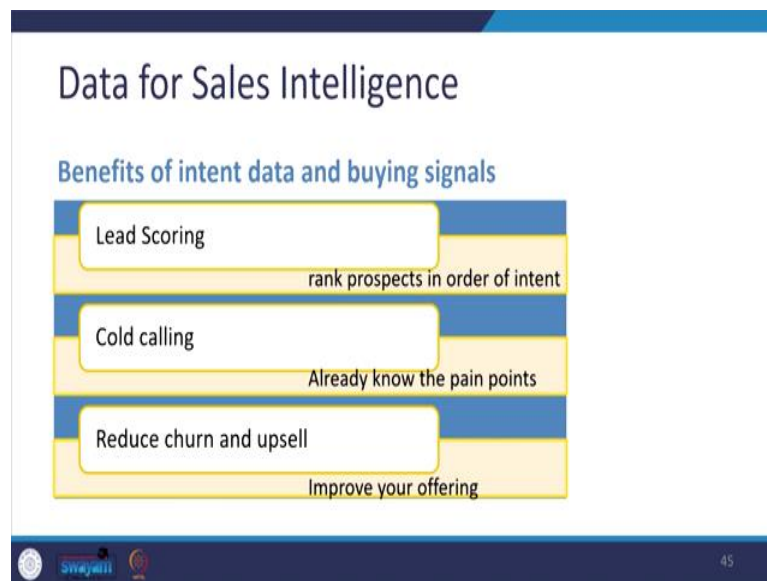 Data for Sales Intelligence
Benefits of intent data and buying signals
Lead Scoring
rank prospects in order of intent
Cold calling
Already know the pain points
Reduce churn and upsell
Improve your offering
swayam
45